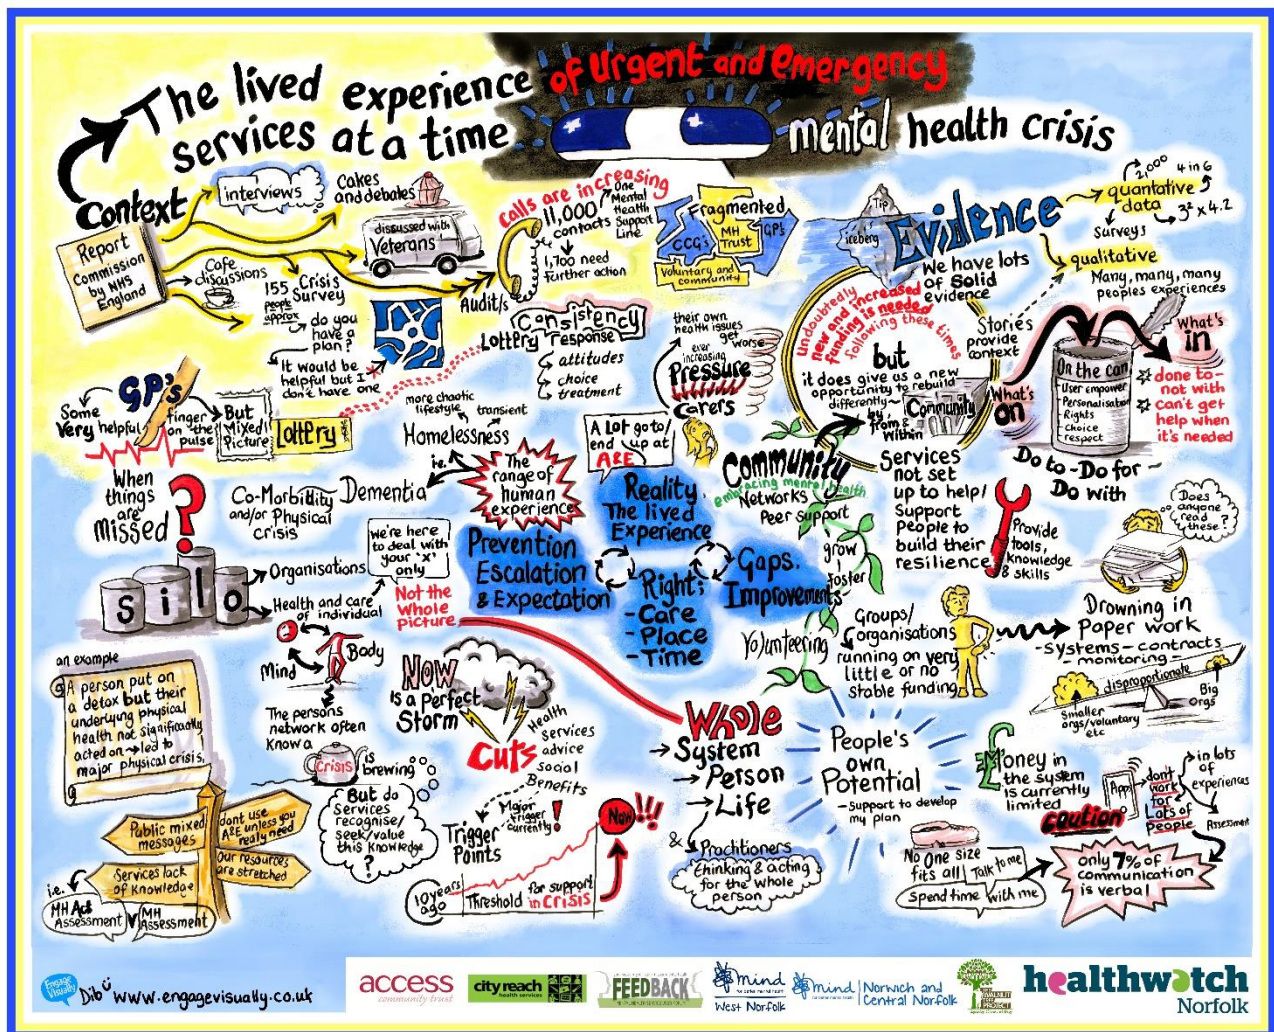 The lived experience of urgent and emergency
services at a time mental health crisis
Context
Report
Commission
by NHS
England
interviews
Cakes
and debates
discussed with
Veterans
Cafe
discussions
155
people
approx
Crisis
Survey
do you
have a
plan?
It would be
helpful but I
don't have one
Audit/s
Calls are increasing
11,000
contacts
One
Mental
Health
Support
Line
1,700 need
further action
Fragmented
CCG's
MH
Trust
GP's
Voluntary and
community
Tip
iceberg
Evidence
quantative
data
2,000
4 in 6
3² x 4.2
Surveys
qualitative
Many, many, many
peoples experiences
We have lots
of Solid
evidence
Stories
provide
context
undoubtedly
new and increased
funding is needed
following these times
but
it does give us a new
opportunity to rebuild
differently~
by,
from &
Within
Community
What's
on
On the can
User empower
Personalisation
Rights
Choice
respect
What's
in
done to -
not with
can't get
help when
it's needed
Do to - Do for ~
Do with
Consistency
Lottery response
attitudes
choice
treatment
their own
health issues
get
worse
ever
increasing
Pressure
Carers
GP's
Some
Very helpful
finger
on the
pulse
But
Mixed
Picture
Lottery
more chaotic
lifestyle
transient
Homelessness
i.e.
The
range of
human
experience
Dementia
Co-Morbitity
and/or Physical
Crisis
When
things
are
missed
?
A Lot go to/
end up at
A&E
Reality.
The lived
Experience
Prevention
Escalation
& Expectation
Right;
- Care
- Place
- Time
Gaps.
Improvements
Community
embracing mental health
Networks
Peer support
grow
foster
Volunteering
Services
not set
up to help/
Support
People to
build their
resilience
Provide
tools,
Knowledge
& skills
Does
anyone
read
these?
Drowning in
Paper work
- systems - contracts
- monitoring -
Groups/
organisations
running on very
little or no
stable funding
disproportionate
Smaller
orgs/voluntary
etc
Big
Orgs
Silo
Organisations
Health and care
of individual
we're here
to deal with
your 'x'
only
Not the
whole
picture
Mind
Body
The persons
network often
Know a
Crisis
is
brewing
But do
Services
recognise/
seek/value
this Knowledge
?
an example
A person put on
a detox but their
underlying physical
health not significantly
acted on → led to
major physical crisis.
Public mixed
messages
dont use
A&E unless you
really need
Our resources
are stretched
Services lack
of Knowledge
i.e.
MH Act
Assessment
V
MH
Assessment
Now
is a perfect
Storm
Cuts
Health
Services
advice
social
Benefits
Trigger
Points
Major
trigger
currently
!
Now!!!
10 years
ago
Threshold for support
in Crisis
Whole
System
Person
Life
&
Practitioners
thinking & acting
for the whole
person
People's
own
Potential
- Support to develop
my plan
£
Money in
the system
is currently
limited
App
don't
work
for
Lots of
People
in lots
of
experiences
Assessment
Caution
No One size
fits all
Talk to me
Spend time with me
only 7% of
communication
is verbal
Engage
Visually
Dib
www.engagevisually.co.uk
access
community trust
city reach
health services
FEEDBACK
mind
West Norfolk
mind
Norwich and
Central Norfolk
healthwatch
Norfolk